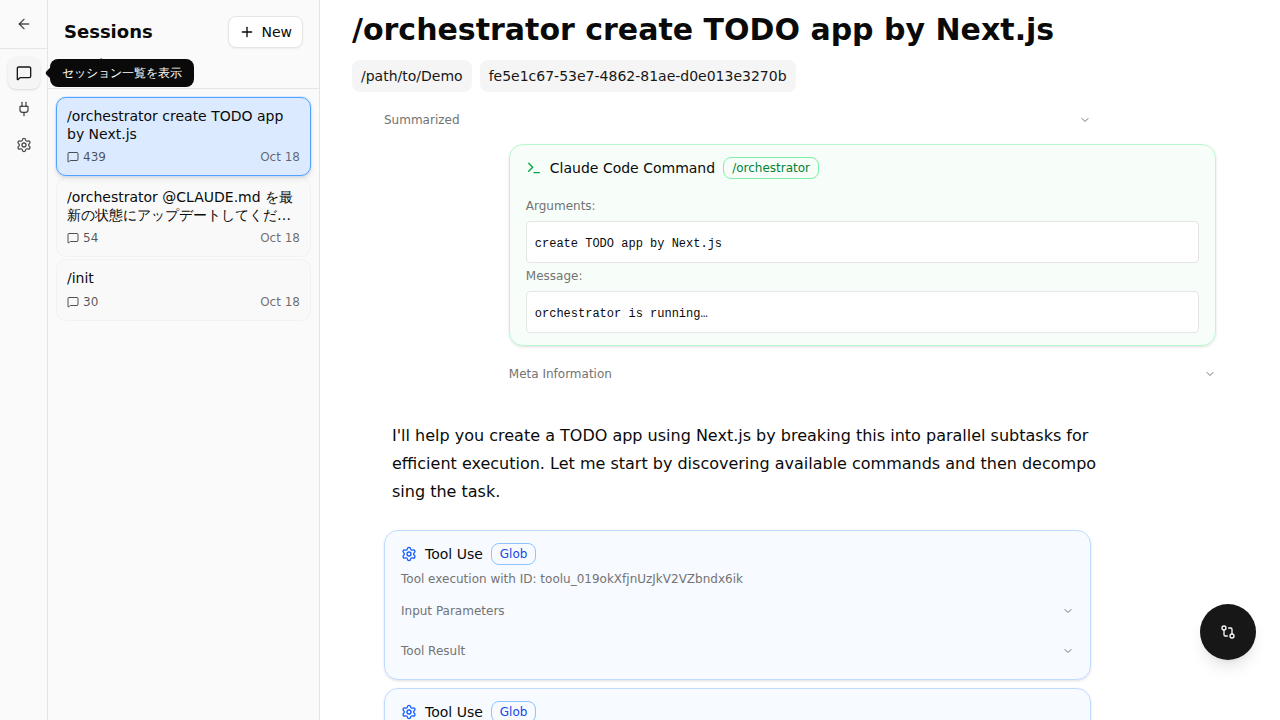 Sessions
New
セッション一覧を表示
/orchestrator create TODO app
by Next.js
439
Oct 18
/orchestrator @CLAUDE.md を最
新の状態にアップデートしてくだ…
54
Oct 18
/init
30
Oct 18
/orchestrator create TODO app by Next.js
/path/to/Demo
fe5e1c67-53e7-4862-81ae-d0e013e3270b
Summarized
Claude Code Command
/orchestrator
Arguments:
create TODO app by Next.js
Message:
orchestrator is running…
Meta Information
I'll help you create a TODO app using Next.js by breaking this into parallel subtasks for
efficient execution. Let me start by discovering available commands and then decompo
sing the task.
Tool Use
Glob
Tool execution with ID: toolu_019okXfjnUzJkV2VZbndx6ik
Input Parameters
Tool Result
Tool Use
Glob